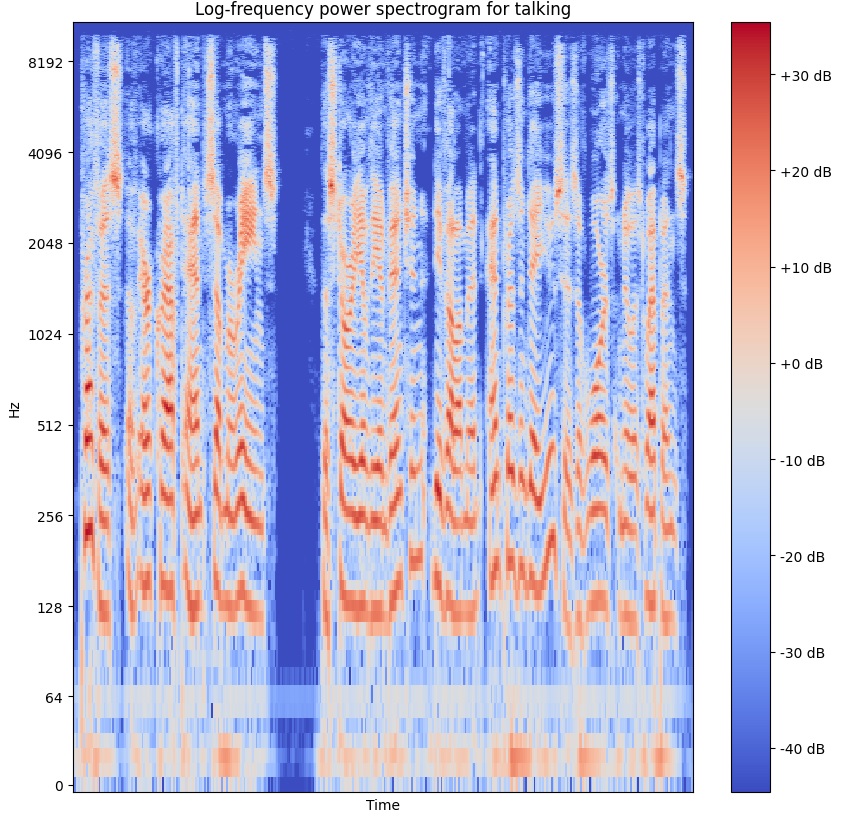 Log-frequency power spectrogram for talking
8192
4096
2048
1024
512
256
128
64
0
Hz
Time
+30 dB
+20 dB
+10 dB
+0 dB
-10 dB
-20 dB
-30 dB
-40 dB